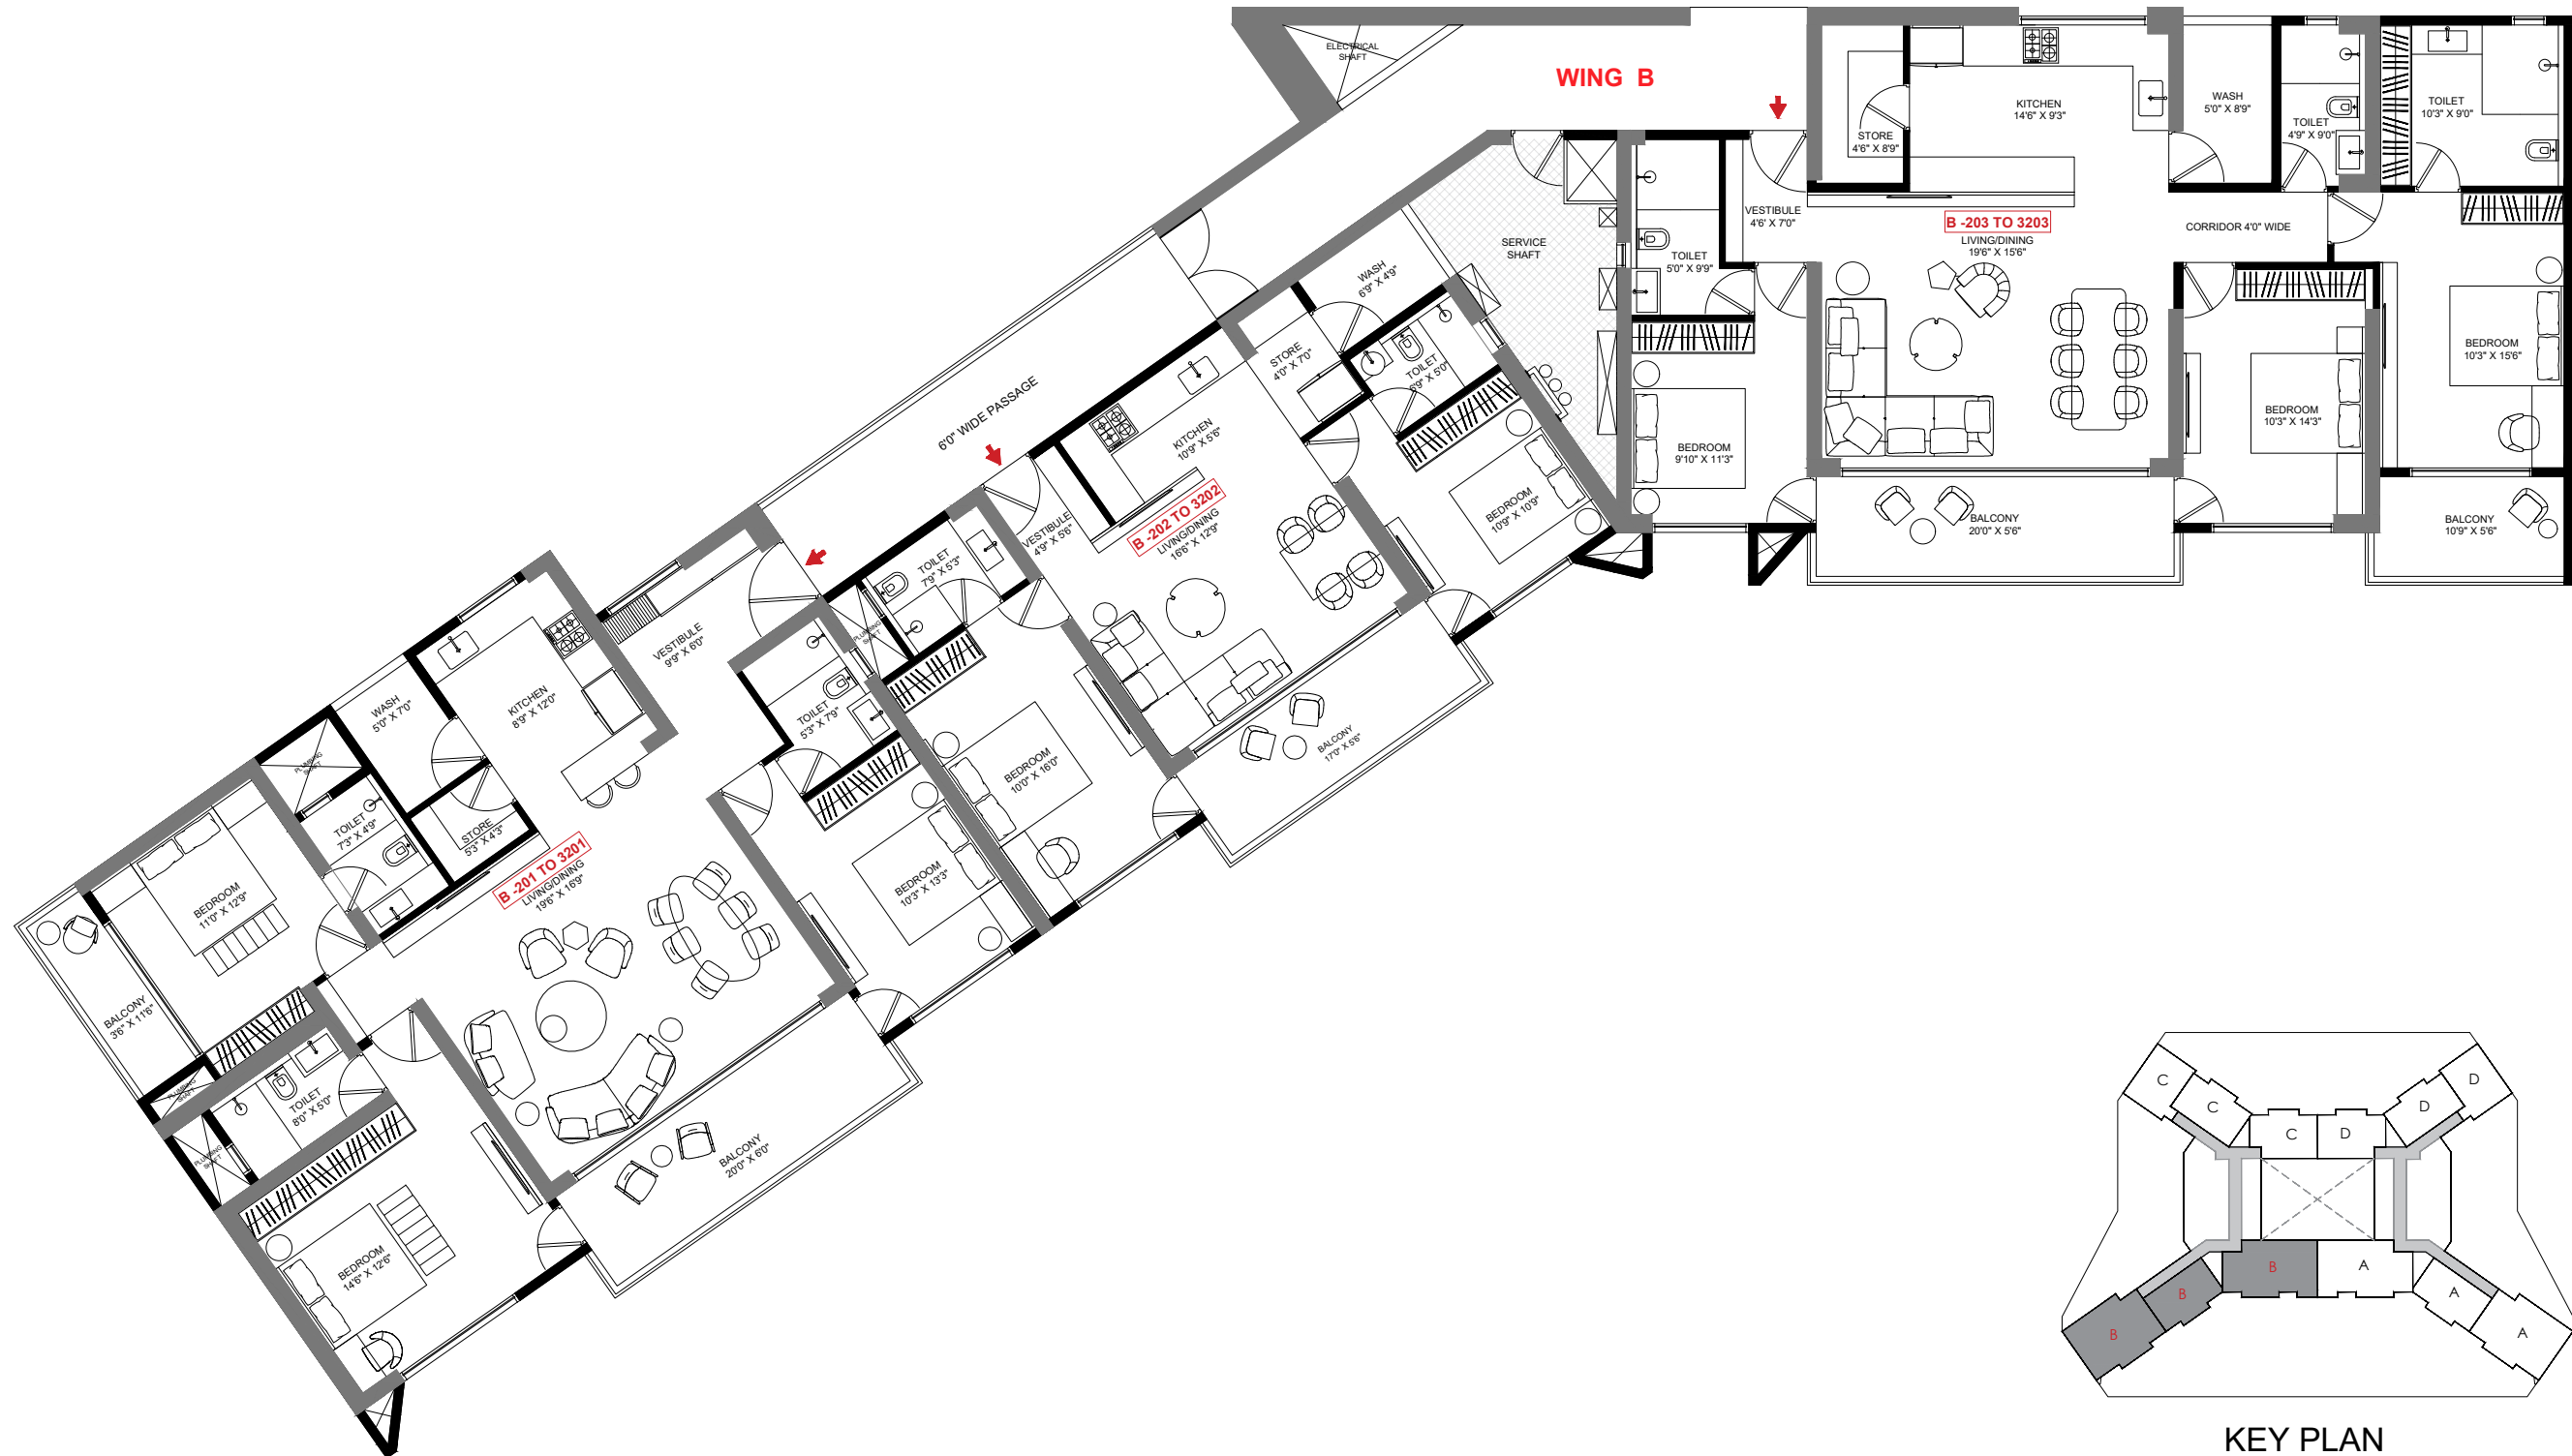 ELECTRICAL
SHAFT
WING B
STORE
4'6" X 8'9"
KITCHEN
14'6" X 9'3"
WASH
5'0" X 8'9"
TOILET
4'9" X 9'0"
TOILET
10'3" X 9'0"
VESTIBULE
4'6' X 7'0"
B -203 TO 3203
LIVING/DINING
19'6" X 15'6"
CORRIDOR 4'0" WIDE
SERVICE
SHAFT
TOILET
5'0" X 9'9"
BEDROOM
9'10" X 11'3"
BEDROOM
10'3" X 14'3"
BEDROOM
10'3" X 15'6"
BALCONY
20'0" X 5'6"
BALCONY
10'9" X 5'6"
WASH
6'9" X 4'9"
STORE
4'0" X 7'0"
TOILET
6'9" X 5'0"
6'0" WIDE PASSAGE
KITCHEN
10'9" X 5'6"
VESTIBULE
4'9" X 5'6"
B -202 TO 3202
LIVING/DINING
16'6" X 12'9"
BEDROOM
10'9" X 10'9"
TOILET
7'9" X 5'3"
PLUMBING
SHAFT
BEDROOM
10'0" X 16'0"
BALCONY
17'0" X 5'6"
VESTIBULE
9'9" X 6'0"
TOILET
5'3" X 7'9"
KITCHEN
8'9" X 12'0"
WASH
5'0" X 7'0"
PLUMBING
SHAFT
TOILET
7'3" X 4'9"
STORE
5'3" X 4'3"
B -201 TO 3201
LIVING/DINING
19'6" X 16'9"
BEDROOM
10'3" X 13'3"
BEDROOM
11'0" X 12'9"
BALCONY
3'6" X 11'6"
PLUMBING
SHAFT
TOILET
8'0" X 5'0"
PLUMBING
SHAFT
BEDROOM
14'6" X 12'6"
BALCONY
20'0" X 6'0"
C
D
C
D
C
D
B
A
B
A
B
A
KEY PLAN